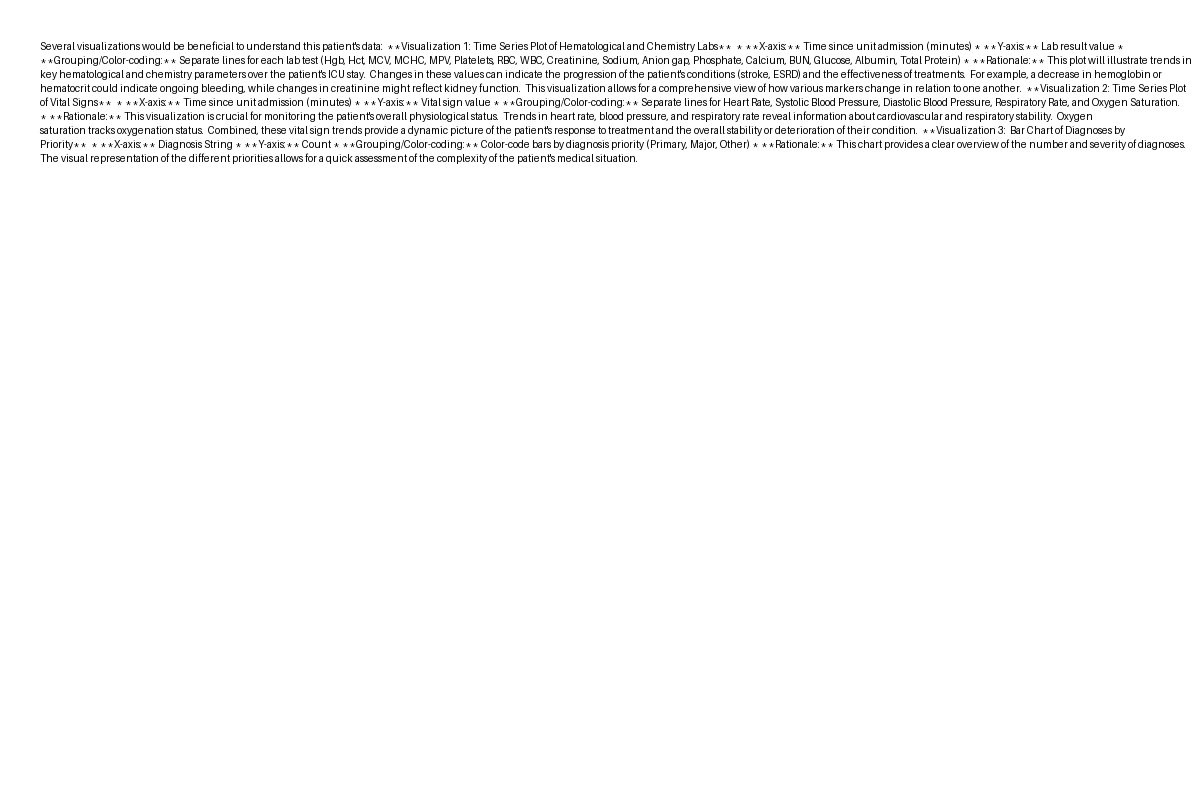 Several visualizations would be beneficial to understand this patient's data:  **Visualization 1: Time Series Plot of Hematological and Chemistry Labs**  * **X-axis:** Time since unit admission (minutes) * **Y-axis:** Lab result value *
**Grouping/Color-coding:** Separate lines for each lab test (Hgb, Hct, MCV, MCHC, MPV, Platelets, RBC, WBC, Creatinine, Sodium, Anion gap, Phosphate, Calcium, BUN, Glucose, Albumin, Total Protein) * **Rationale:** This plot will illustrate trends in
key hematological and chemistry parameters over the patient's ICU stay.  Changes in these values can indicate the progression of the patient's conditions (stroke, ESRD) and the effectiveness of treatments.  For example, a decrease in hemoglobin or
hematocrit could indicate ongoing bleeding, while changes in creatinine might reflect kidney function.  This visualization allows for a comprehensive view of how various markers change in relation to one another.  **Visualization 2: Time Series Plot
of Vital Signs**  * **X-axis:** Time since unit admission (minutes) * **Y-axis:** Vital sign value * **Grouping/Color-coding:** Separate lines for Heart Rate, Systolic Blood Pressure, Diastolic Blood Pressure, Respiratory Rate, and Oxygen Saturation.
* **Rationale:** This visualization is crucial for monitoring the patient's overall physiological status.  Trends in heart rate, blood pressure, and respiratory rate reveal information about cardiovascular and respiratory stability.  Oxygen
saturation tracks oxygenation status.  Combined, these vital sign trends provide a dynamic picture of the patient's response to treatment and the overall stability or deterioration of their condition.  **Visualization 3:  Bar Chart of Diagnoses by
Priority**  * **X-axis:** Diagnosis String * **Y-axis:** Count * **Grouping/Color-coding:** Color-code bars by diagnosis priority (Primary, Major, Other) * **Rationale:** This chart provides a clear overview of the number and severity of diagnoses.
The visual representation of the different priorities allows for a quick assessment of the complexity of the patient's medical situation.